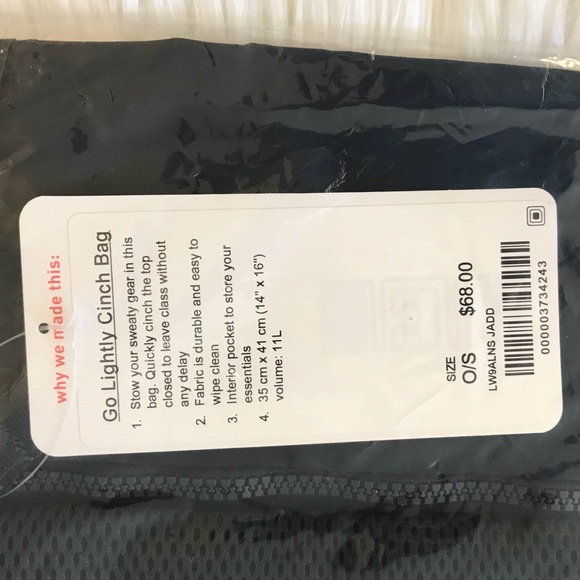 why we made this:
Go Lightly Cinch Bag
1. Stow your sweaty gear in this
bag. Quickly cinch the top
closed to leave class without
any delay
2. Fabric is durable and easy to
wipe clean
3. Interior pocket to store your
essentials
4. 35 cm x 41 cm (14" x 16")
volume: 11L
SIZE
O/S $68.00
LW9ALNS JADD
000003734243